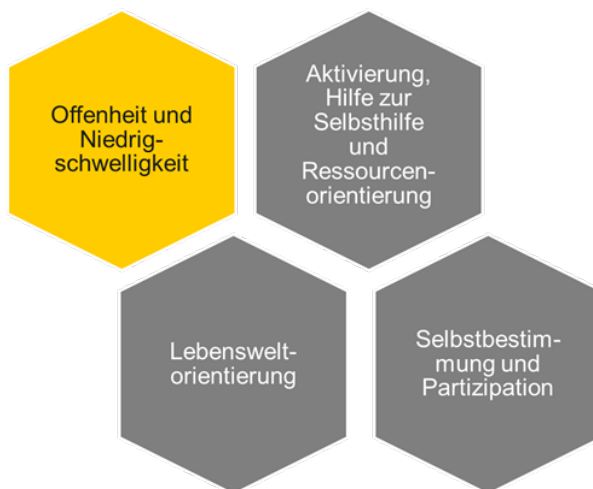 Offenheit und
Niedrig-
schwelligkeit
Aktivierung,
Hilfe zur
Selbsthilfe
und
Ressourcen-
orientierung
Lebenswelt-
orientierung
Selbstbestim-
mung und
Partizipation